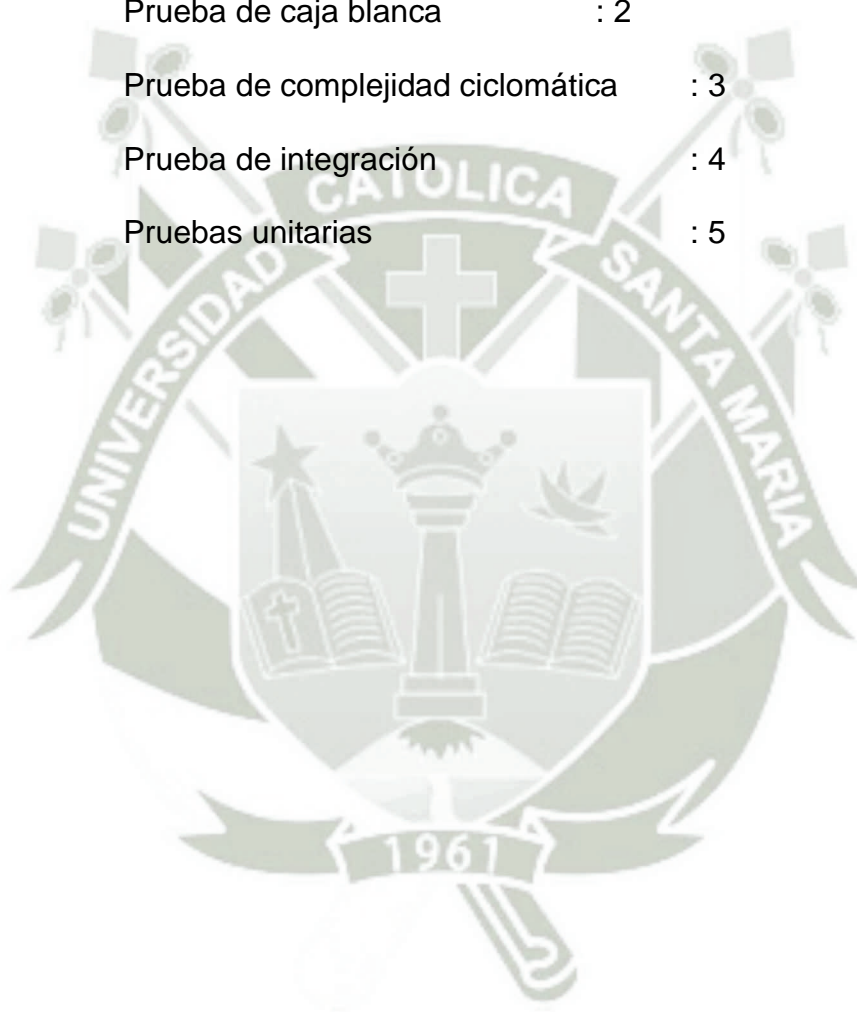 Prueba de caja blanca : 2
Prueba de complejidad ciclomática : 3
Prueba de integración : 4
Pruebas unitarias : 5
UNIVERSIDAD CATOLICA SANTA MARIA
1961